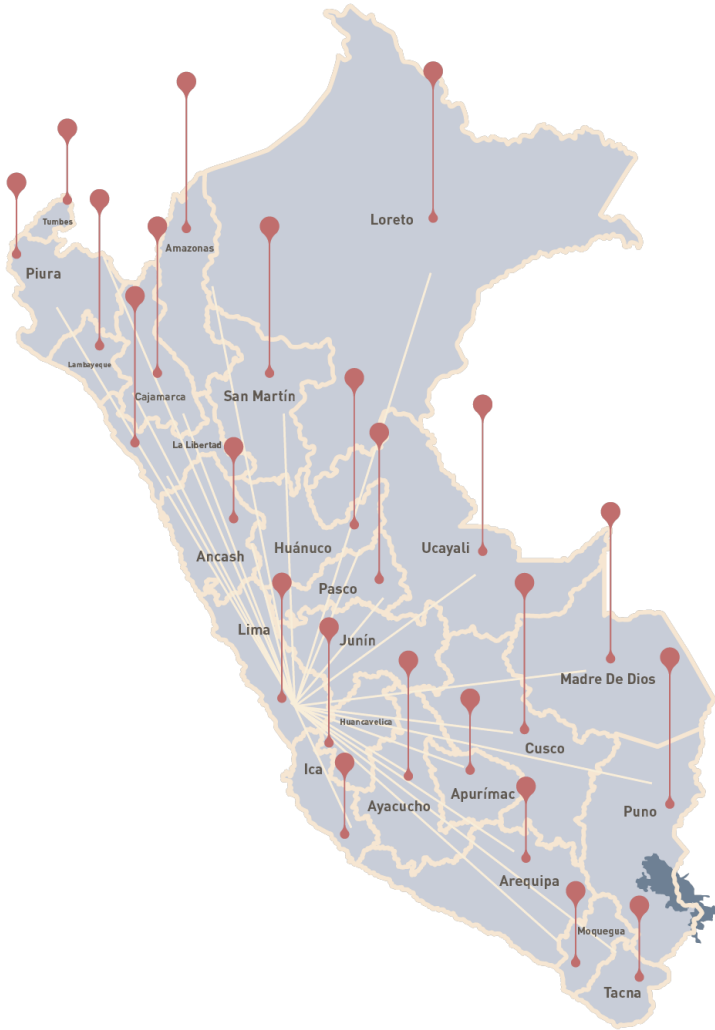 Loreto
Tumbes
Amazonas
Piura
Lambayeque
Cajamarca
San Martín
La Libertad
Ancash
Huánuco
Ucayali
Pasco
Lima
Junín
Madre De Dios
Huancavelica
Cusco
Ica
Ayacucho
Apurímac
Puno
Arequipa
Moquegua
Tacna